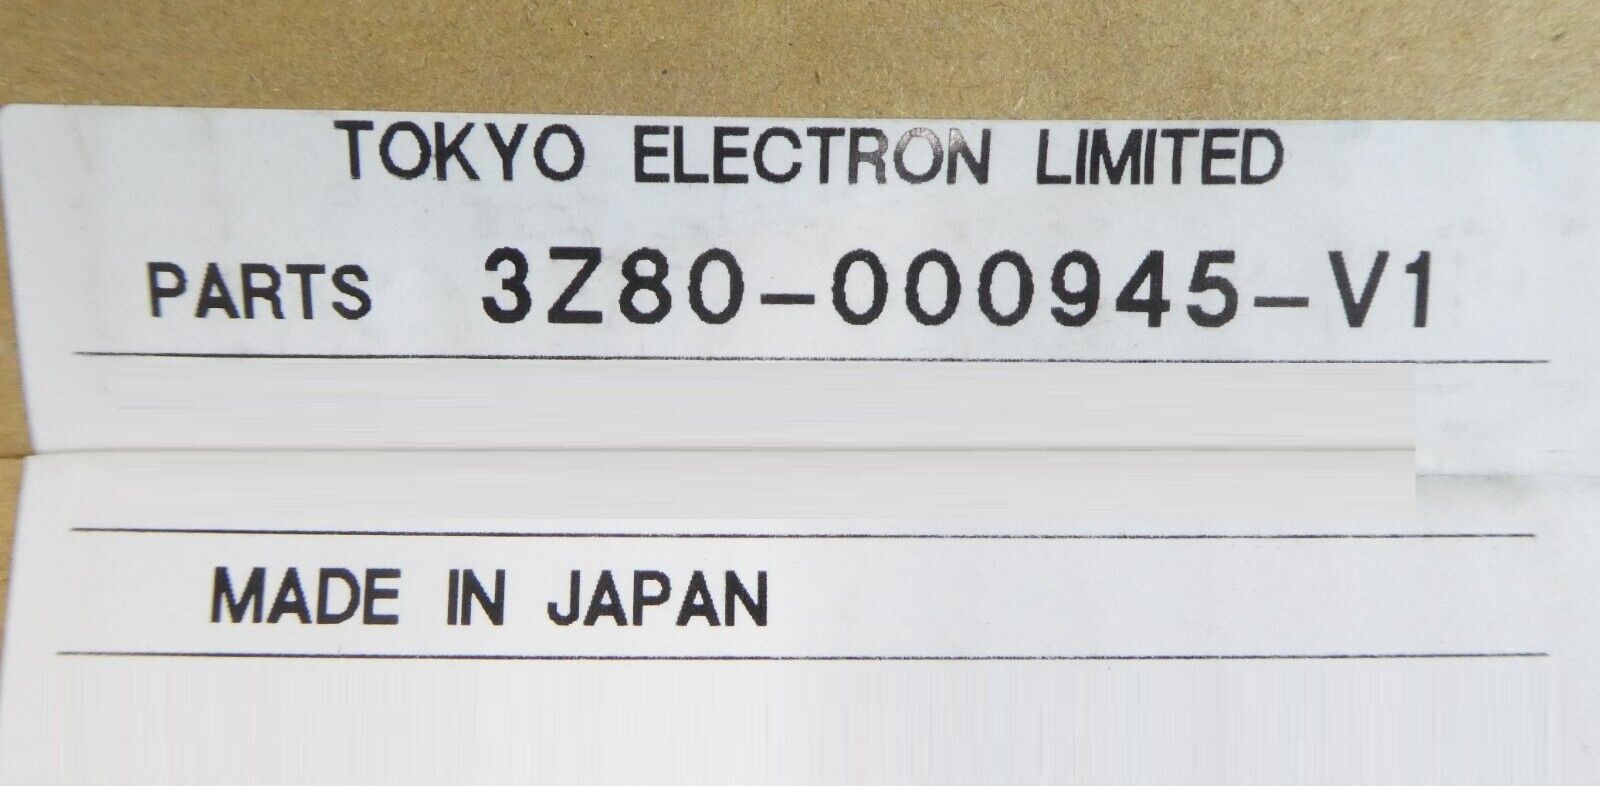 TOKYO ELECTRON LIMITED
PARTS 3Z80-000945-V1
MADE IN JAPAN